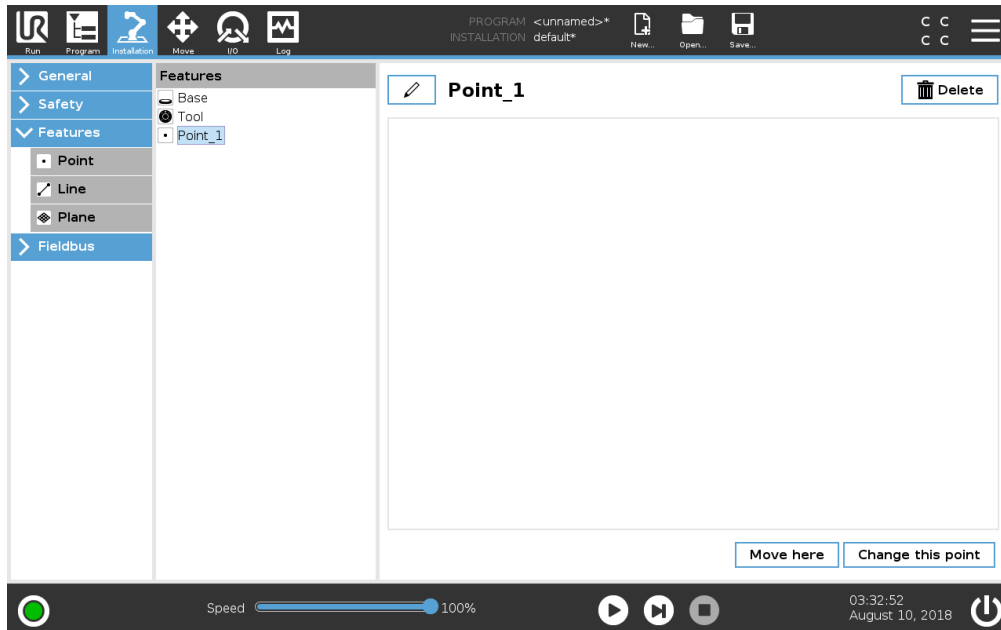 PROGRAM <unnamed>*
INSTALLATION default*
C C
C C
Run Program Installation Move I/O Log New... Open... Save...
General
Safety
Features
Point
Line
Plane
Fieldbus
Features
Base
Tool
Point_1
Point_1
Delete
Move here
Change this point
Speed 100%
03:32:52
August 10, 2018